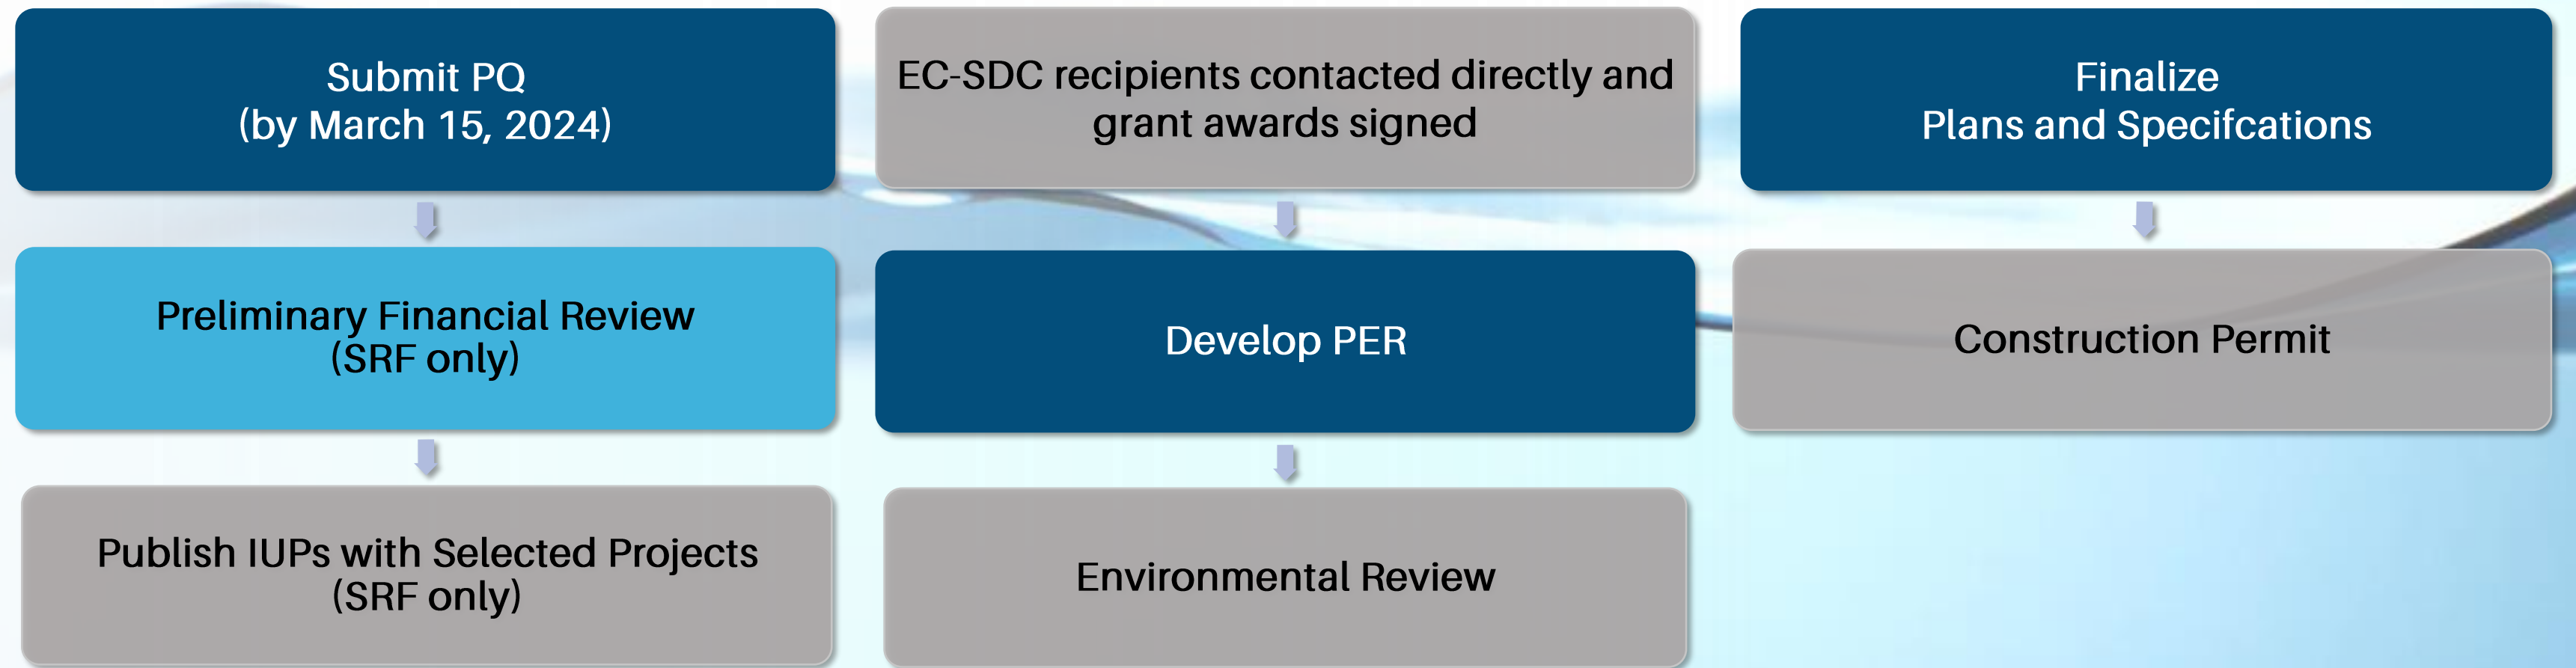 Submit PQ
(by March 15, 2024)
Preliminary Financial Review
(SRF only)
Publish IUPs with Selected Projects
(SRF only)
EC-SDC recipients contacted directly and
grant awards signed
Develop PER
Environmental Review
Finalize
Plans and Specifcations
Construction Permit